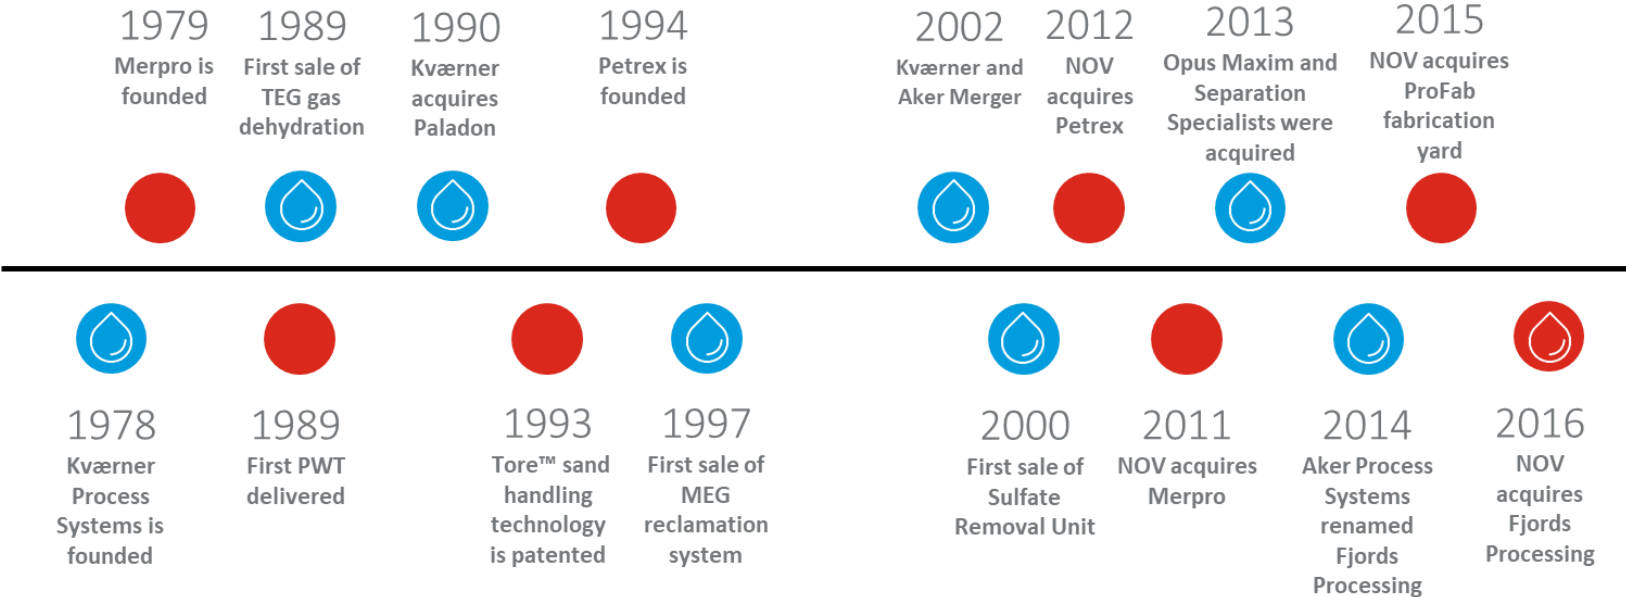 1979
Merpro is
founded
1989
First sale of
TEG gas
dehydration
1990
Kværner
acquires
Paladon
1994
Petrex is
founded
2002
Kværner and
Aker Merger
2012
NOV
acquires
Petrex
2013
Opus Maxim and
Separation
Specialists were
acquired
2015
NOV acquires
ProFab
fabrication
yard
1978
Kværner
Process
Systems is
founded
1989
First PWT
delivered
1993
Tore™ sand
handling
technology
is patented
1997
First sale of
MEG
reclamation
system
2000
First sale of
Sulfate
Removal Unit
2011
NOV acquires
Merpro
2014
Aker Process
Systems
renamed
Fjords
Processing
2016
NOV
acquires
Fjords
Processing